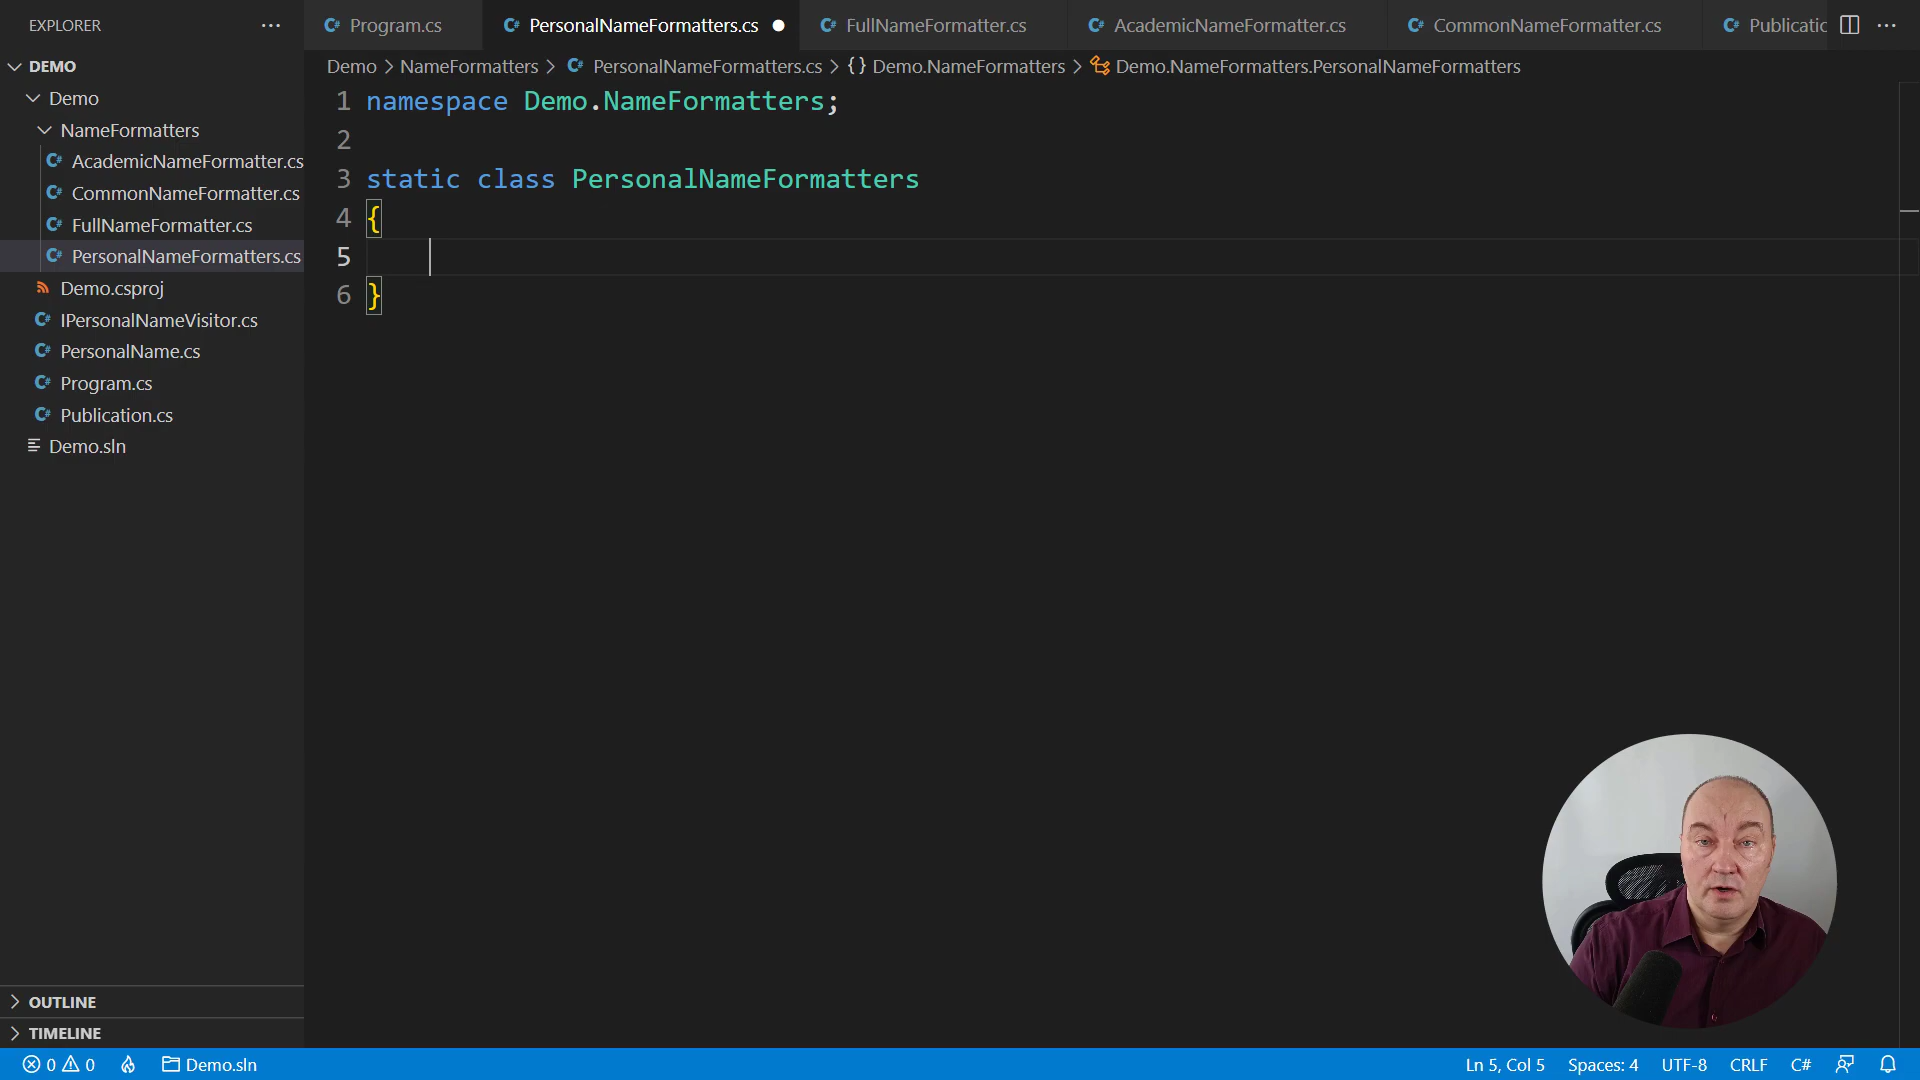 EXPLORER
DEMO
Demo
NameFormatters
AcademicNameFormatter.cs
CommonNameFormatter.cs
FullNameFormatter.cs
PersonalNameFormatters.cs
Demo.csproj
IPersonalNameVisitor.cs
PersonalName.cs
Program.cs
Publication.cs
Demo.sln
OUTLINE
TIMELINE
Program.cs PersonalNameFormatters.cs FullNameFormatter.cs AcademicNameFormatter.cs CommonNameFormatter.cs Publicatic
Demo > NameFormatters > PersonalNameFormatters.cs > {} Demo.NameFormatters > Demo.NameFormatters.PersonalNameFormatters
1 namespace Demo.NameFormatters;
2
3 static class PersonalNameFormatters
4 {
5
6 }
0 0 Demo.sln Ln 5, Col 5 Spaces: 4 UTF-8 CRLF C#